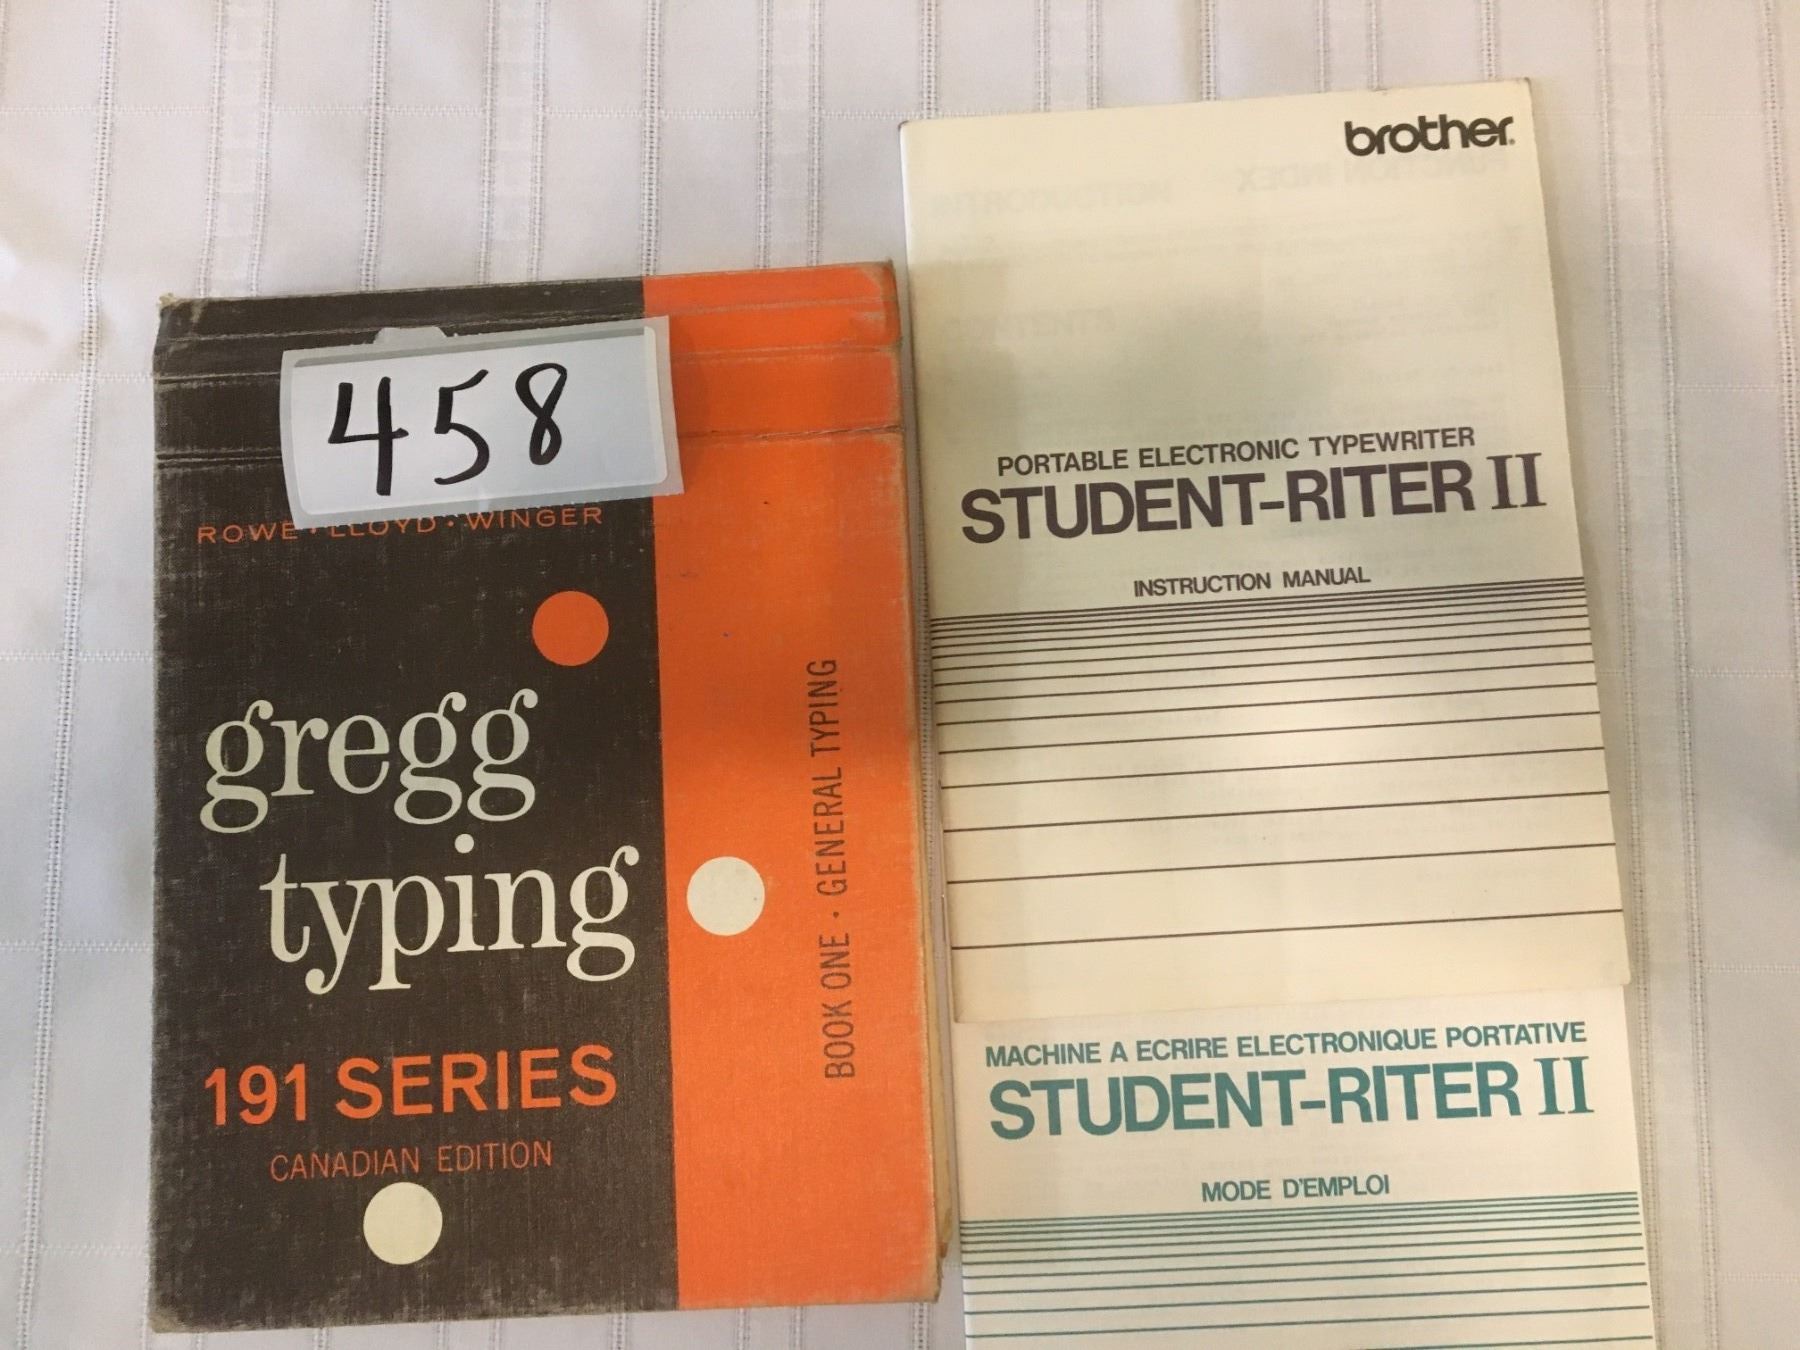 458
ROWE · LLOYD · WINGER
gregg
typing
191 SERIES
CANADIAN EDITION
BOOK ONE · GENERAL TYPING
brother
PORTABLE ELECTRONIC TYPEWRITER
STUDENT-RITER II
INSTRUCTION MANUAL
MACHINE A ECRIRE ELECTRONIQUE PORTATIVE
STUDENT-RITER II
MODE D'EMPLOI